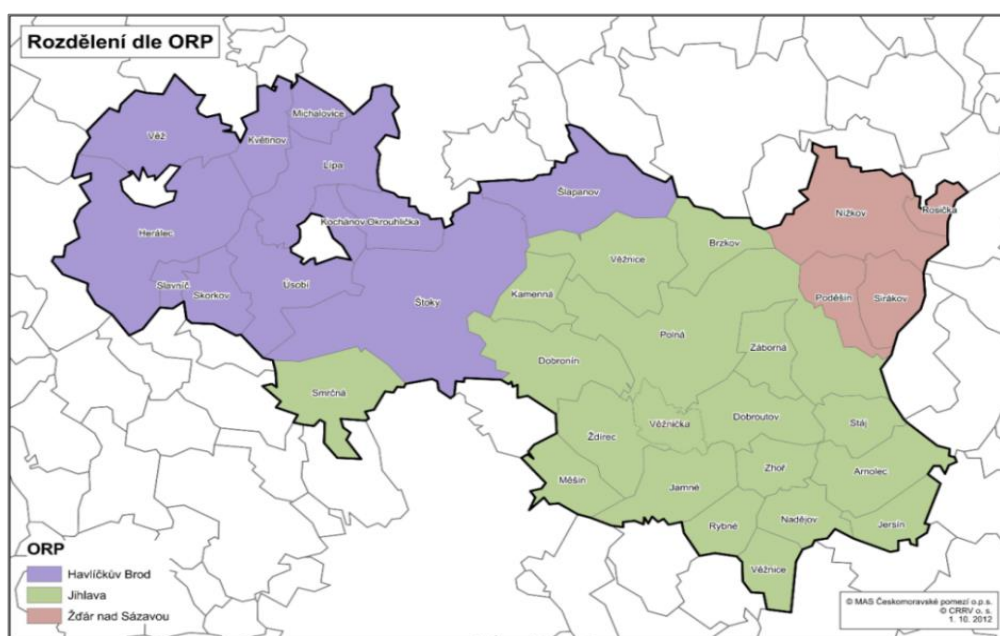 Rozdělení dle ORP
Věž
Květinov
Michalovice
Lípa
Kochánov
Okrouhlička
Herálec
Slavníč
Skorkov
Úsobí
Štoky
Šlapanov
Smrčná
Kamenná
Věžnice
Brzkov
Nížkov
Rosička
Poděšín
Sirákov
Dobronín
Polná
Záborná
Ždírec
Věžnička
Dobroutov
Stáj
Měšín
Jamné
Zhoř
Arnolec
Rybné
Nadějov
Jersín
Věžnice
ORP
Havlíčkův Brod
Jihlava
Žďár nad Sázavou
© MAS Českomoravské pomezí o.p.s.
© CRRV o. s.
1. 10. 2012